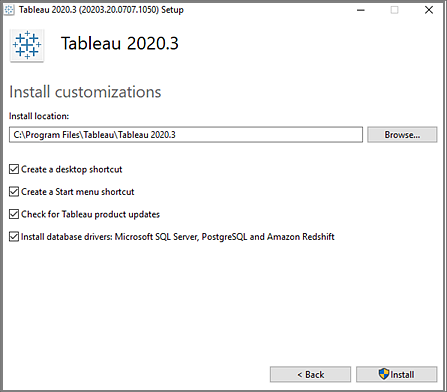 Tableau 2020.3 (20203.20.0707.1050) Setup
Tableau 2020.3
Install customizations
Install location:
C:\Program Files\Tableau\Tableau 2020.3
Browse...
Create a desktop shortcut
Create a Start menu shortcut
Check for Tableau product updates
Install database drivers: Microsoft SQL Server, PostgreSQL and Amazon Redshift
< Back
Install